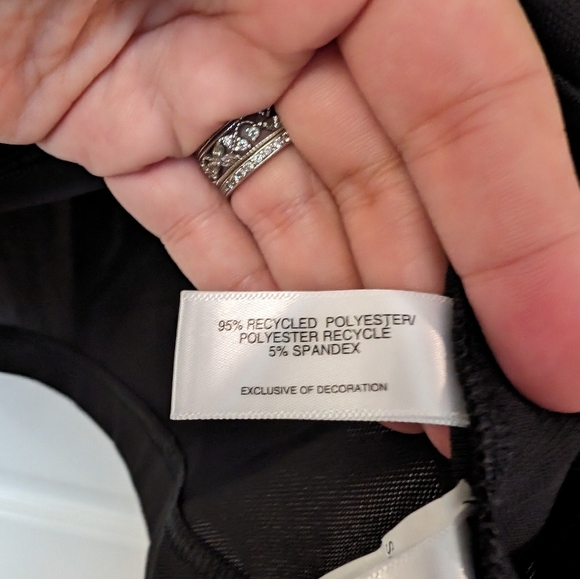 95% RECYCLED POLYESTER/
POLYESTER RECYCLE
5% SPANDEX
EXCLUSIVE OF DECORATION
S